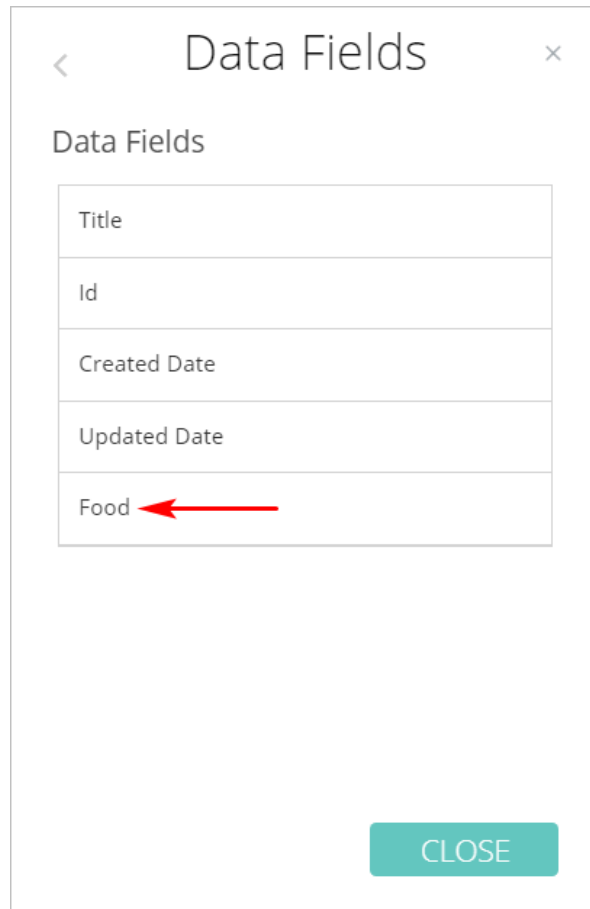 Data Fields
Data Fields
Title
Id
Created Date
Updated Date
Food
CLOSE